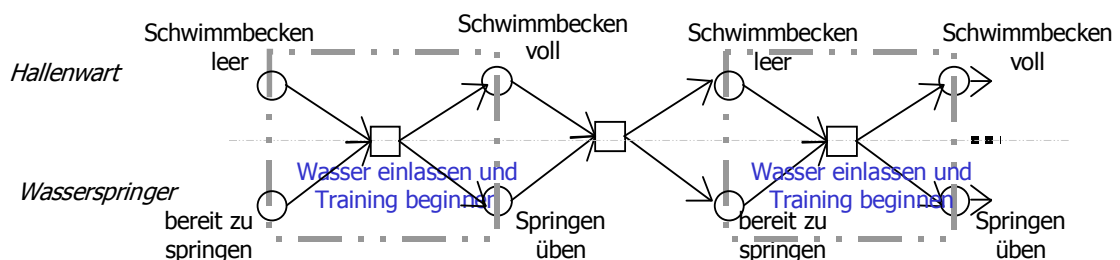 Schwimmbecken
leer
Schwimmbecken
voll
Schwimmbecken
leer
Schwimmbecken
voll
Hallenwart
Wasser einlassen und
Training beginnen
Wasser einlassen und
Training beginnen
Wasserspringer
bereit zu
springen
Springen
üben
bereit zu
springen
Springen
üben